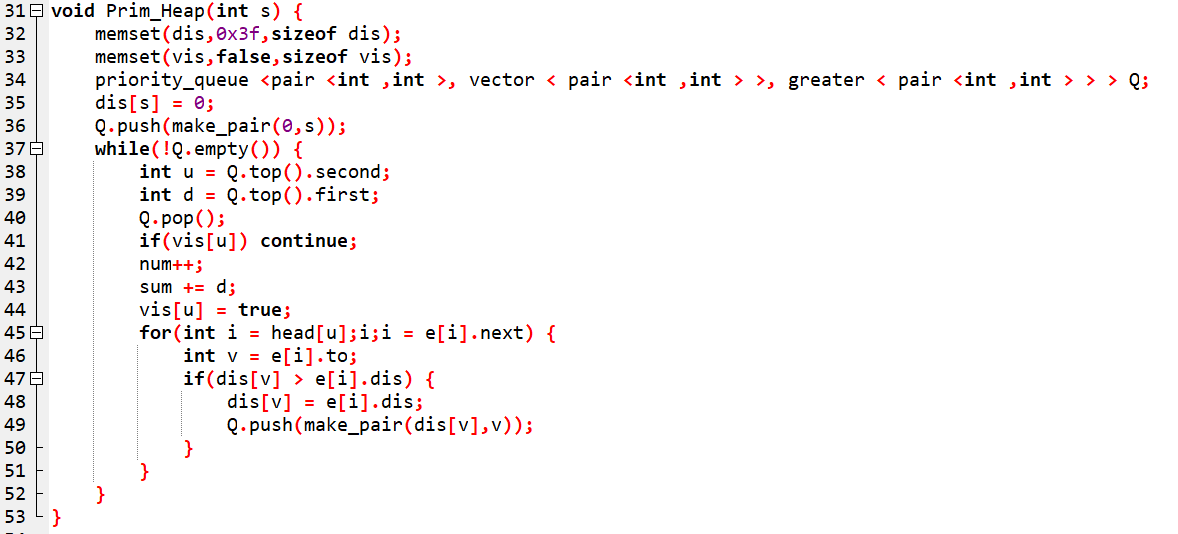 31 void Prim_Heap(int s) {
32 memset(dis,0x3f,sizeof dis);
33 memset(vis,false,sizeof vis);
34 priority_queue <pair <int ,int >, vector < pair <int ,int > >, greater < pair <int ,int > > > Q;
35 dis[s] = 0;
36 Q.push(make_pair(0,s));
37 while(!Q.empty()) {
38 int u = Q.top().second;
39 int d = Q.top().first;
40 Q.pop();
41 if(vis[u]) continue;
42 num++;
43 sum += d;
44 vis[u] = true;
45 for(int i = head[u];i;i = e[i].next) {
46 int v = e[i].to;
47 if(dis[v] > e[i].dis) {
48 dis[v] = e[i].dis;
49 Q.push(make_pair(dis[v],v));
50 }
51 }
52 }
53 }